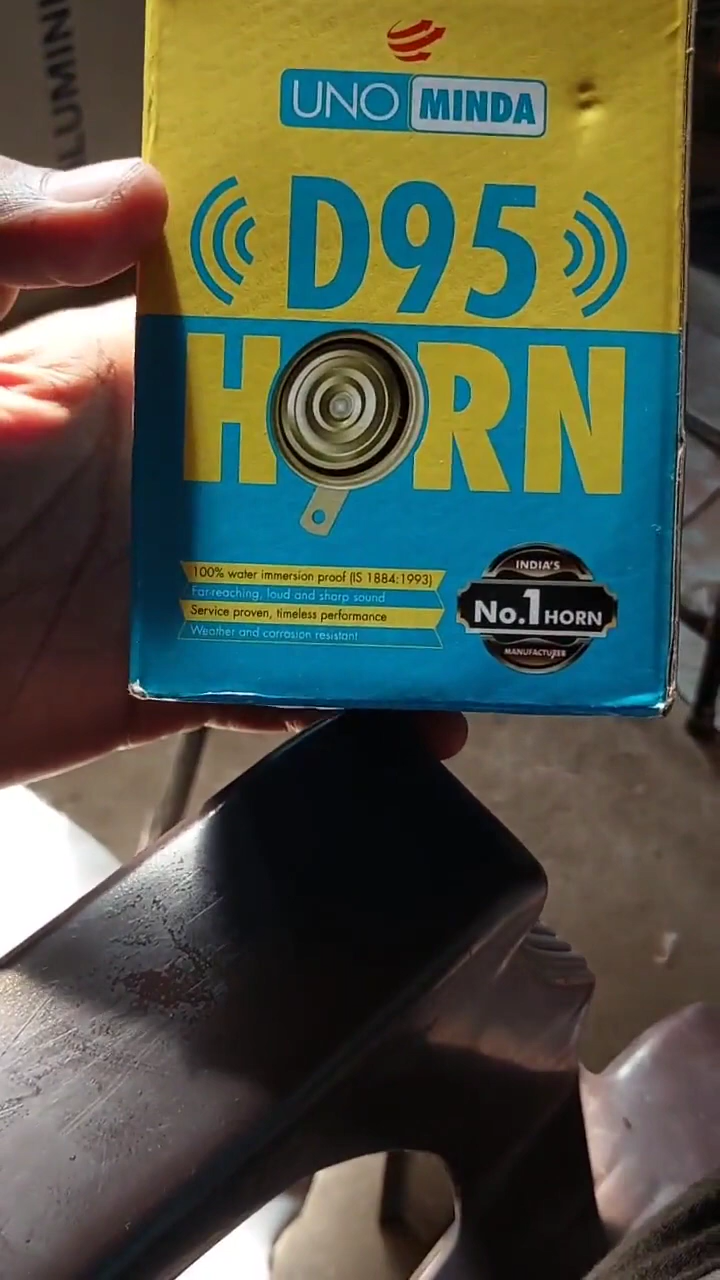 LUMINI
UNO MINDA
D95
HORN
100% water immersion proof (IS 1884:1993)
Far-reaching, loud and sharp sound
Service proven, timeless performance
Weather and corrosion resistant
INDIA'S
No.1 HORN
MANUFACTURER